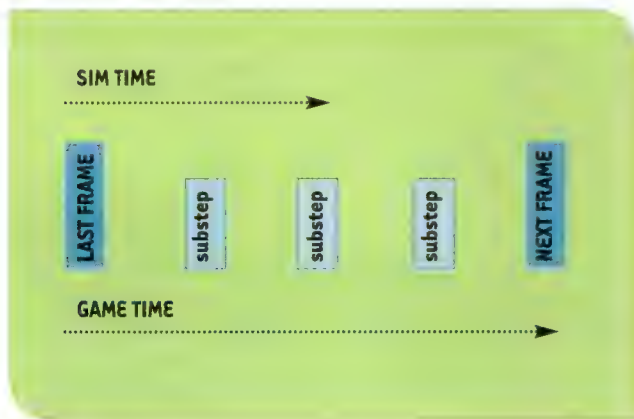 SIM TIME
LAST FRAME
substep
substep
substep
NEXT FRAME
GAME TIME